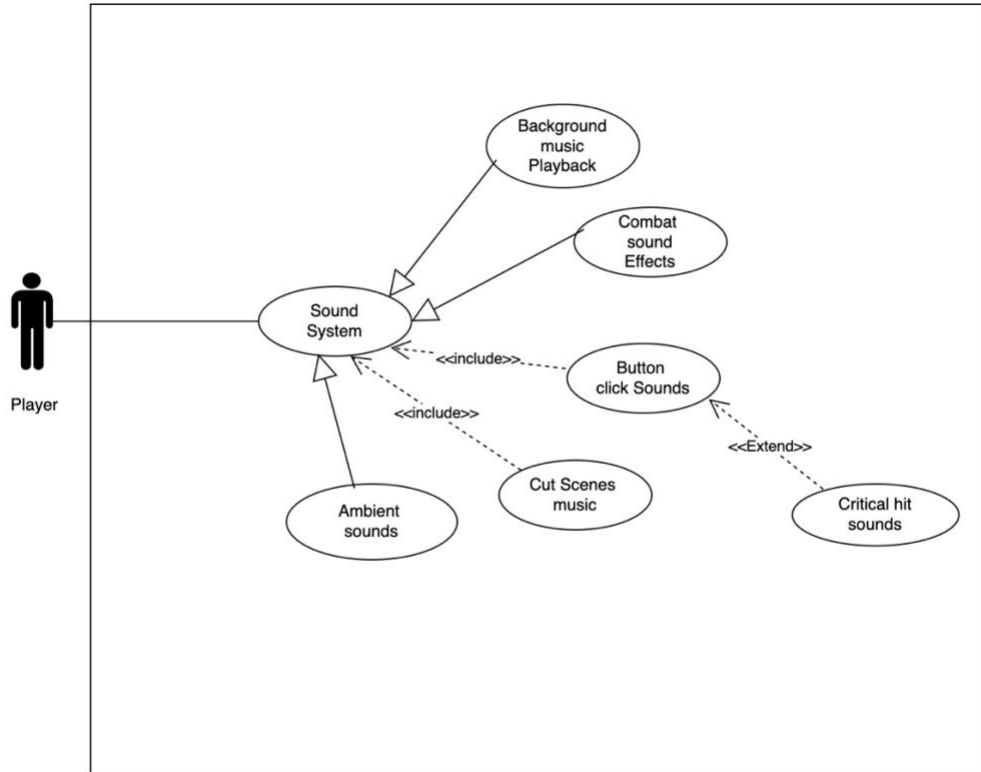 Background
music
Playback
Combat
sound
Effects
Sound
System
<<include>>
Button
click Sounds
Player
<<include>>
<<Extend>>
Cut Scenes
music
Critical hit
sounds
Ambient
sounds